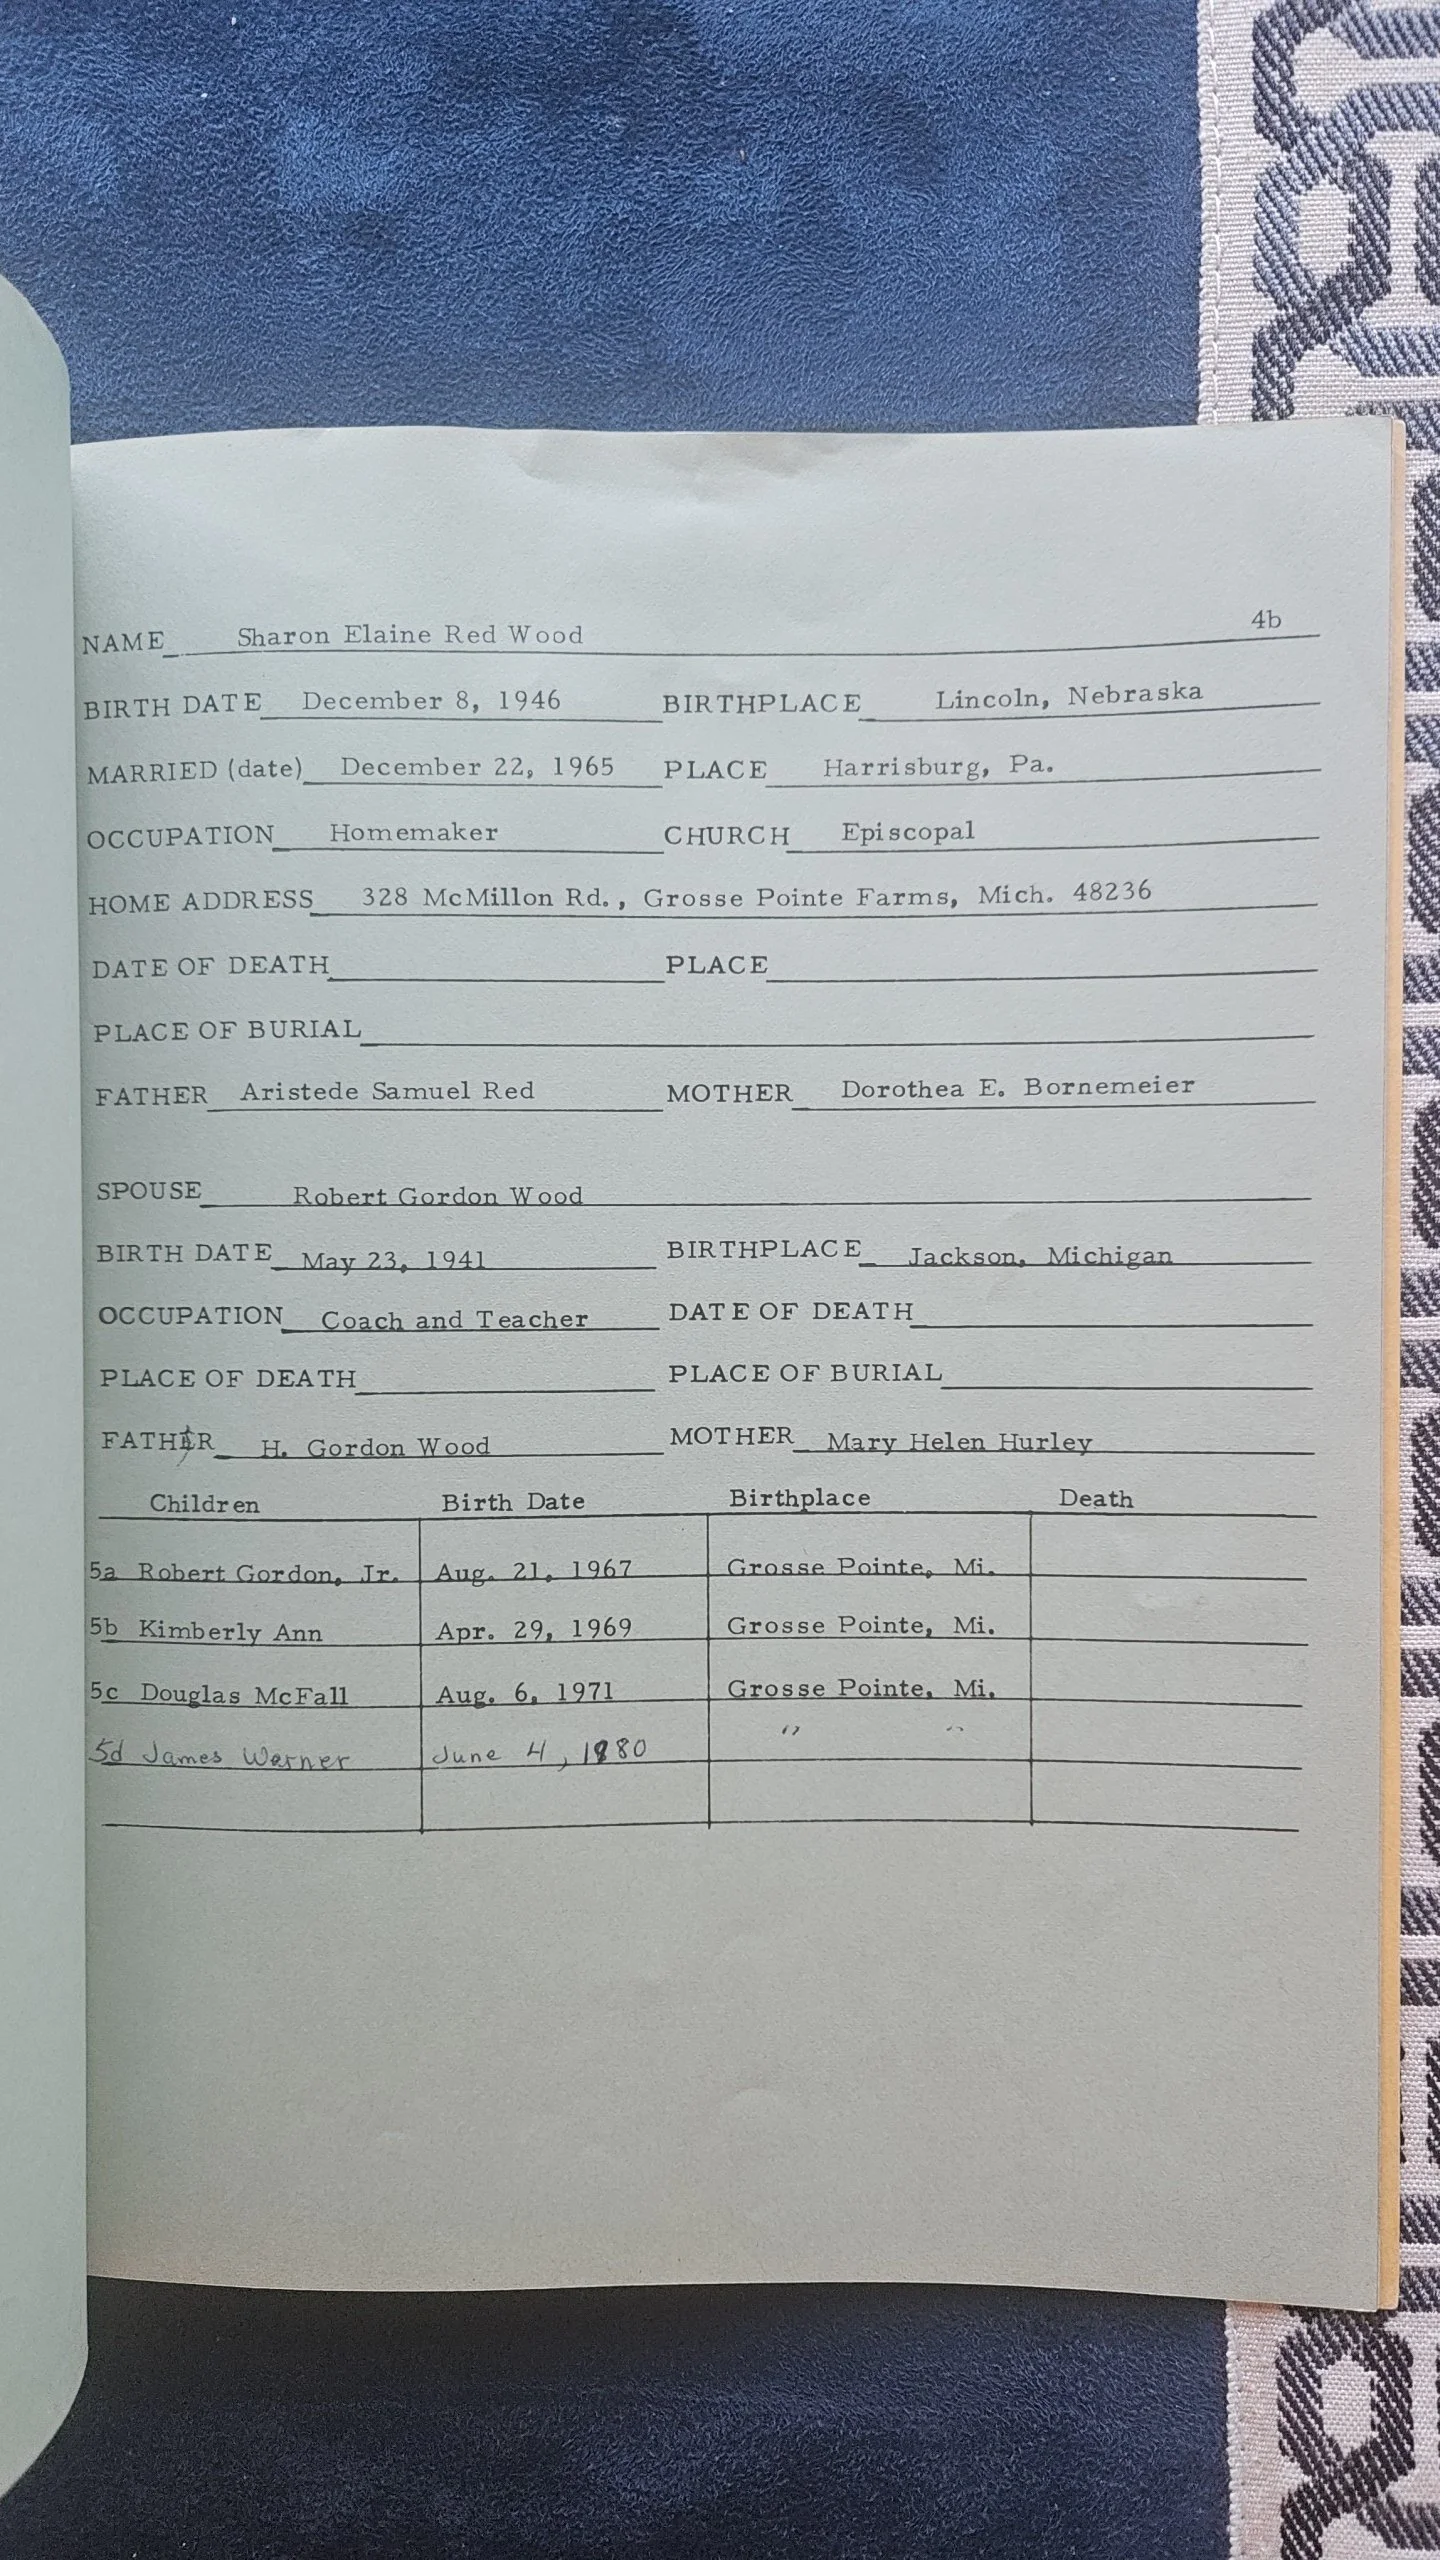 4b
NAME Sharon Elaine Red Wood
BIRTH DATE December 8, 1946 BIRTHPLACE Lincoln, Nebraska
MARRIED (date) December 22, 1965 PLACE Harrisburg, Pa.
OCCUPATION Homemaker CHURCH Episcopal
HOME ADDRESS 328 McMillon Rd., Grosse Pointe Farms, Mich. 48236
DATE OF DEATH PLACE
PLACE OF BURIAL
FATHER Aristede Samuel Red MOTHER Dorothea E. Bornemeier
SPOUSE Robert Gordon Wood
BIRTH DATE May 23, 1941 BIRTHPLACE Jackson, Michigan
OCCUPATION Coach and Teacher DATE OF DEATH
PLACE OF DEATH PLACE OF BURIAL
FATHER H. Gordon Wood MOTHER Mary Helen Hurley
Children Birth Date Birthplace Death
5a Robert Gordon, Jr. Aug. 21, 1967 Grosse Pointe, Mi.
5b Kimberly Ann Apr. 29, 1969 Grosse Pointe, Mi.
5c Douglas McFall Aug. 6, 1971 Grosse Pointe, Mi.
5d James Warner June 4, 1980 " "